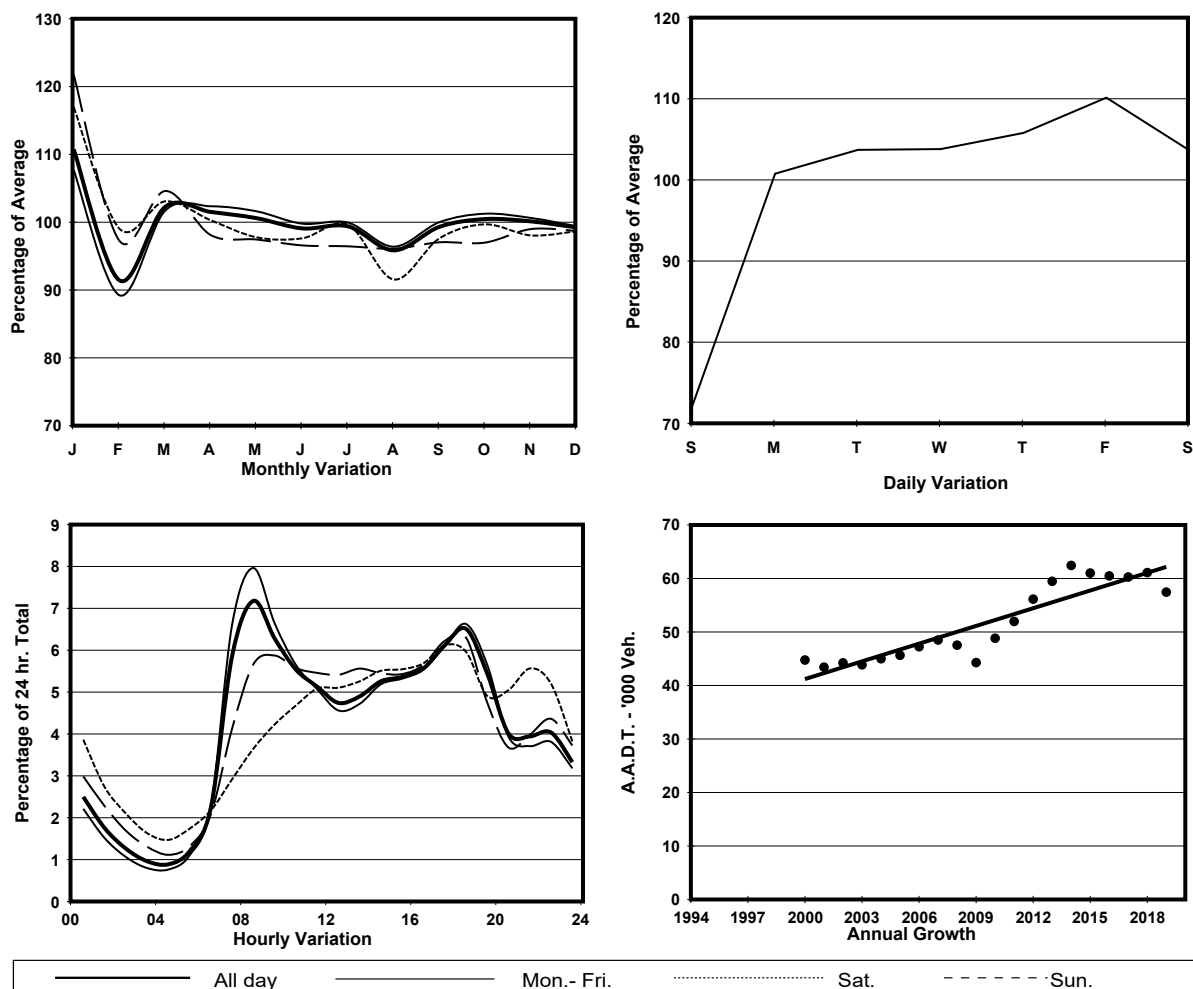 Percentage of Average
130
120
110
100
90
80
70
J F M A M J J A S O N D
Monthly Variation
Percentage of Average
120
110
100
90
80
70
S M T W T F S
Daily Variation
Percentage of 24 hr. Total
9
8
7
6
5
4
3
2
1
0
00 04 08 12 16 20 24
Hourly Variation
A.A.D.T. - '000 Veh.
70
60
50
40
30
20
10
0
1994 1997 2000 2003 2006 2009 2012 2015 2018
Annual Growth
All day Mon.- Fri. Sat. Sun.